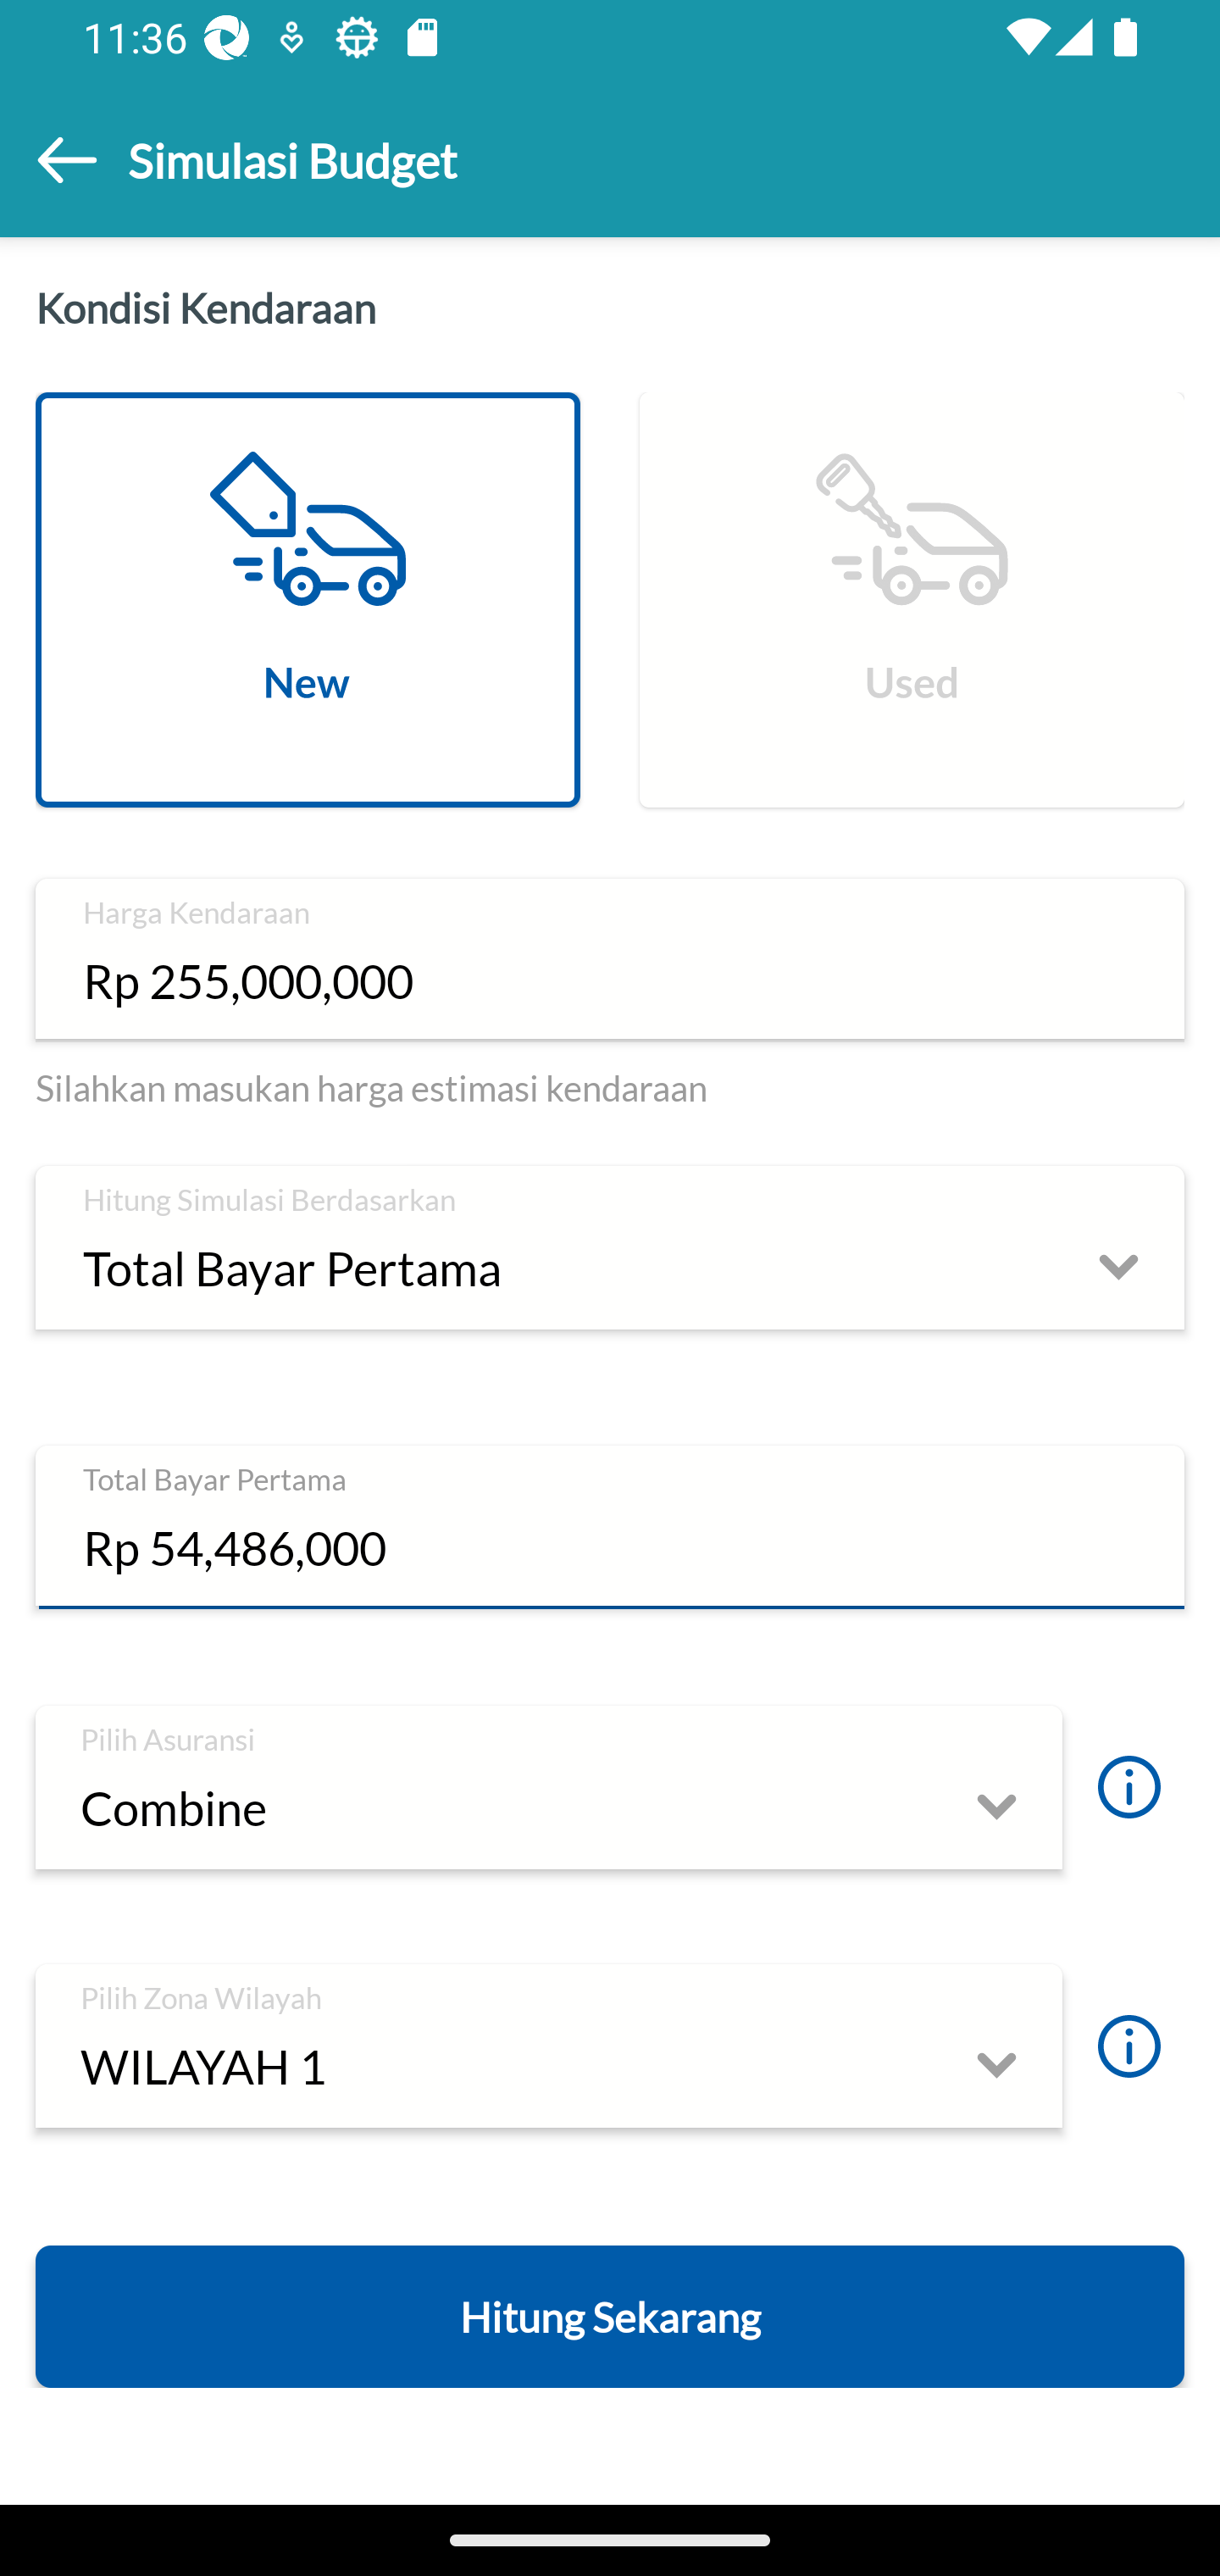 11:36
Simulasi Budget
Kondisi Kendaraan
New
Used
Harga Kendaraan
Rp 255,000,000
Silahkan masukan harga estimasi kendaraan
Hitung Simulasi Berdasarkan
Total Bayar Pertama
Total Bayar Pertama
Rp 54,486,000
Pilih Asuransi
Combine
Pilih Zona Wilayah
WILAYAH 1
Hitung Sekarang